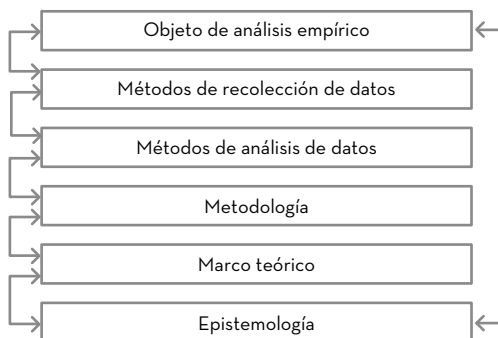 Objeto de análisis empírico
Métodos de recolección de datos
Métodos de análisis de datos
Metodología
Marco teórico
Epistemología